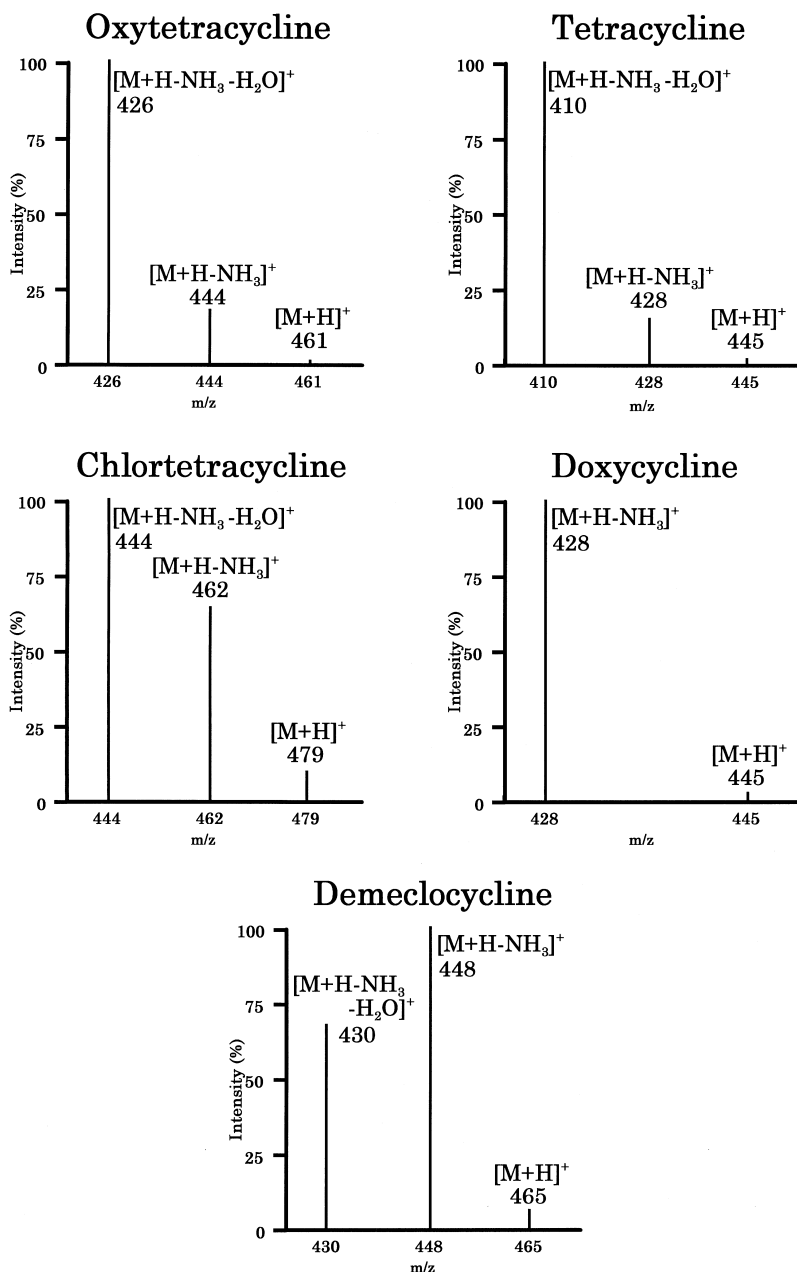 Oxytetracycline
100
75
50
25
0
Intensity (%)
[M+H-NH₃-H₂O]⁺
426
[M+H-NH₃]⁺
444
[M+H]⁺
461
426 444 461
m/z
Tetracycline
100
75
50
25
0
Intensity (%)
[M+H-NH₃-H₂O]⁺
410
[M+H-NH₃]⁺
428
[M+H]⁺
445
410 428 445
m/z
Chlortetracycline
100
75
50
25
0
Intensity (%)
[M+H-NH₃-H₂O]⁺
444
[M+H-NH₃]⁺
462
[M+H]⁺
479
444 462 479
m/z
Doxycycline
100
75
50
25
0
Intensity (%)
[M+H-NH₃]⁺
428
[M+H]⁺
445
428 445
m/z
Demeclocycline
100
75
50
25
0
Intensity (%)
[M+H-NH₃
-H₂O]⁺
430
[M+H-NH₃]⁺
448
[M+H]⁺
465
430 448 465
m/z